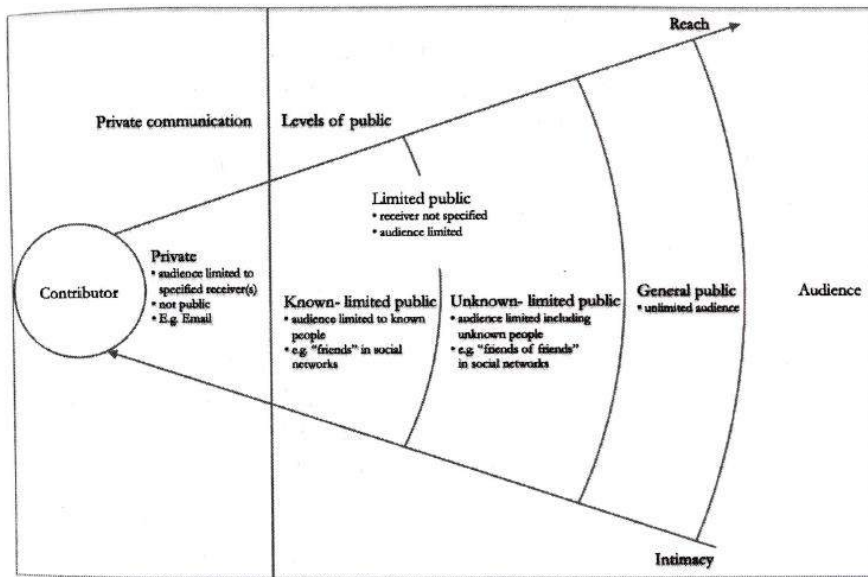 Reach
Private communication
Levels of public
Limited public
• receiver not specified
• audience limited
Contributor
Private
• audience limited to
specified receiver(s)
• not public
• E.g. Email
Known- limited public
• audience limited to known
people
• e.g. “friends” in social
networks
Unknown- limited public
• audience limited including
unknown people
• e.g. “friends of friends”
in social networks
General public
• unlimited audience
Audience
Intimacy